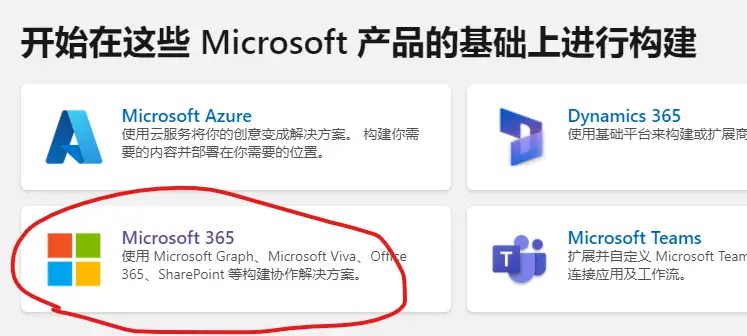 开始在这些 Microsoft 产品的基础上进行构建
Microsoft Azure
使用云服务将你的创意变成解决方案。 构建你需
要的内容并部署在你需要的位置。
Dynamics 365
使用基础平台来构建或扩展商
Microsoft 365
使用 Microsoft Graph、Microsoft Viva、Office
365、SharePoint 等构建协作解决方案。
Microsoft Teams
扩展并自定义 Microsoft Team
连接应用及工作流。